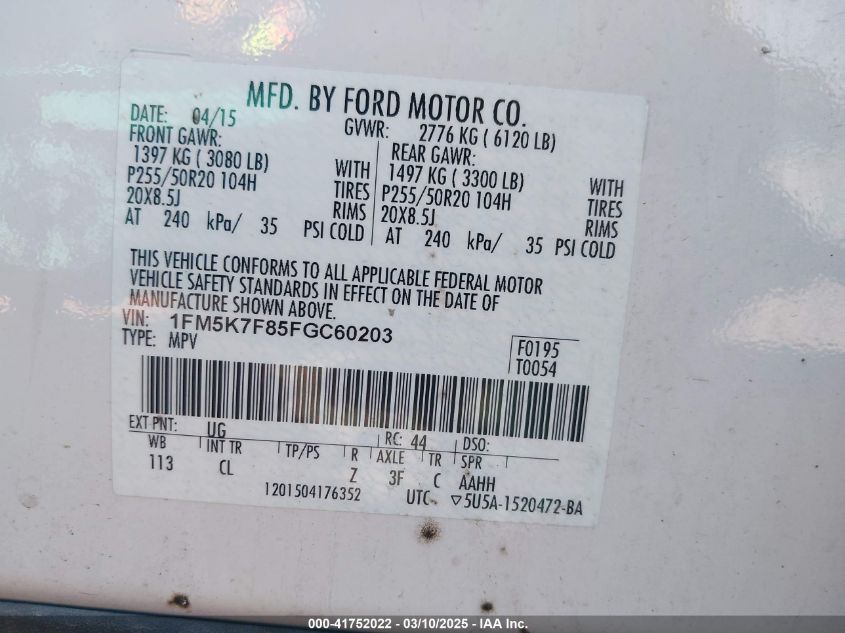 MFD. BY FORD MOTOR CO.
DATE: 04/15 GVWR: 2776 KG ( 6120 LB)
FRONT GAWR: REAR GAWR:
1397 KG ( 3080 LB) WITH 1497 KG ( 3300 LB) WITH
P255/50R20 104H TIRES P255/50R20 104H TIRES
20X8.5J RIMS 20X8.5J RIMS
AT 240 kPa/ 35 PSI COLD AT 240 kPa/ 35 PSI COLD
THIS VEHICLE CONFORMS TO ALL APPLICABLE FEDERAL MOTOR
VEHICLE SAFETY STANDARDS IN EFFECT ON THE DATE OF
MANUFACTURE SHOWN ABOVE.
VIN: 1FM5K7F85FGC60203
TYPE: MPV F0195
T0054
EXT PNT: UG RC: 44 DSO:
WB INT TR TP/PS R AXLE TR SPR
113 CL Z 3F C AAHH
1201504176352 UTC ▽5U5A-1520472-BA
000-41752022 — 03/10/2025 — IAA Inc.